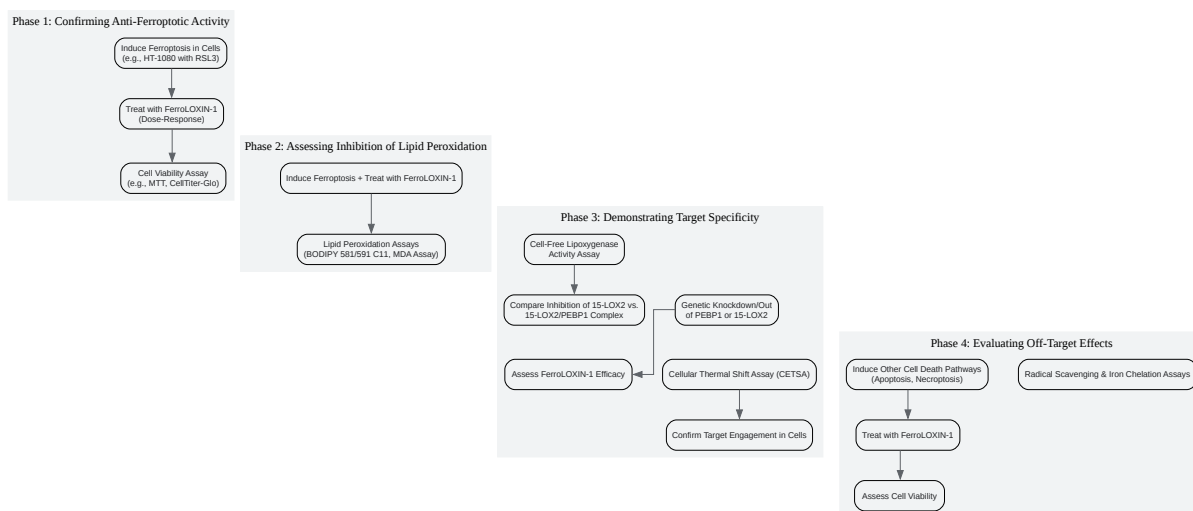 Phase 1: Confirming Anti-Ferroptotic Activity
Induce Ferroptosis in Cells
(e.g., HT-1080 with RSL3)
Treat with FerroLOXIN-1
(Dose-Response)
Cell Viability Assay
(e.g., MTT, CellTiter-Glo)
Phase 2: Assessing Inhibition of Lipid Peroxidation
Induce Ferroptosis + Treat with FerroLOXIN-1
Lipid Peroxidation Assays
(BODIPY 581/591 C11, MDA Assay)
Phase 3: Demonstrating Target Specificity
Cell-Free Lipoxygenase
Activity Assay
Compare Inhibition of 15-LOX2 vs.
15-LOX2/PEBP1 Complex
Genetic Knockdown/Out
of PEBP1 or 15-LOX2
Assess FerroLOXIN-1 Efficacy
Cellular Thermal Shift Assay (CETSA)
Confirm Target Engagement in Cells
Phase 4: Evaluating Off-Target Effects
Induce Other Cell Death Pathways
(Apoptosis, Necroptosis)
Radical Scavenging & Iron Chelation Assays
Treat with FerroLOXIN-1
Assess Cell Viability